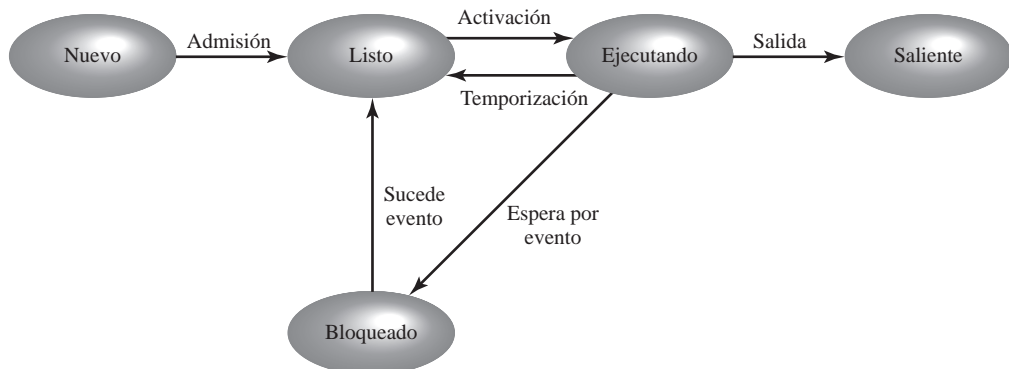 Activación
Nuevo
Admisión
Listo
Ejecutando
Salida
Saliente
Temporización
Sucede
evento
Espera por
evento
Bloqueado